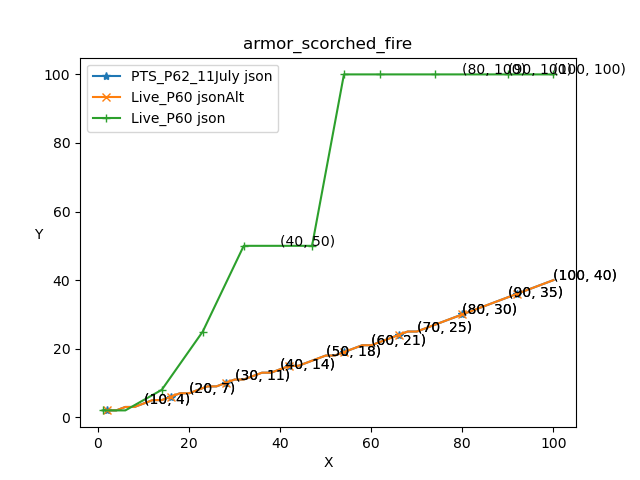 armor_scorched_fire
PTS_P62_11July json
Live_P60 jsonAlt
Live_P60 json
Y
100
80
60
40
20
0
(80, 100)
(90, 100)
(100, 100)
(40, 50)
(100, 40)
(90, 35)
(80, 30)
(70, 25)
(60, 21)
(50, 18)
(40, 14)
(30, 11)
(20, 7)
(10, 4)
0 20 40 60 80 100
X